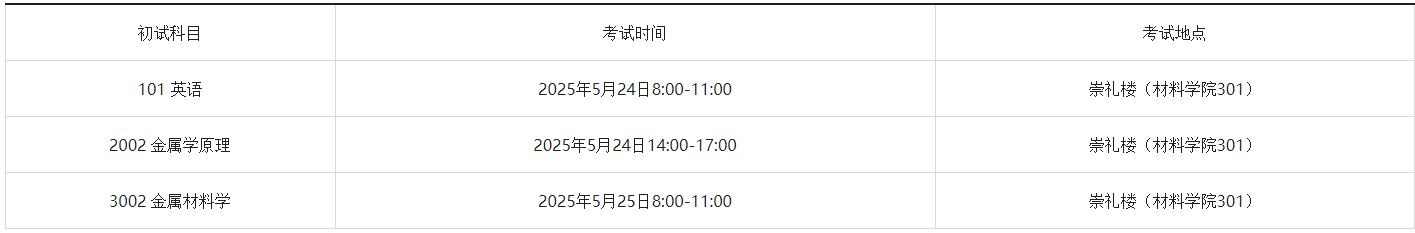 初试科目 考试时间 考试地点
101 英语 2025年5月24日8:00-11:00 崇礼楼（材料学院301）
2002 金属学原理 2025年5月24日14:00-17:00 崇礼楼（材料学院301）
3002 金属材料学 2025年5月25日8:00-11:00 崇礼楼（材料学院301）